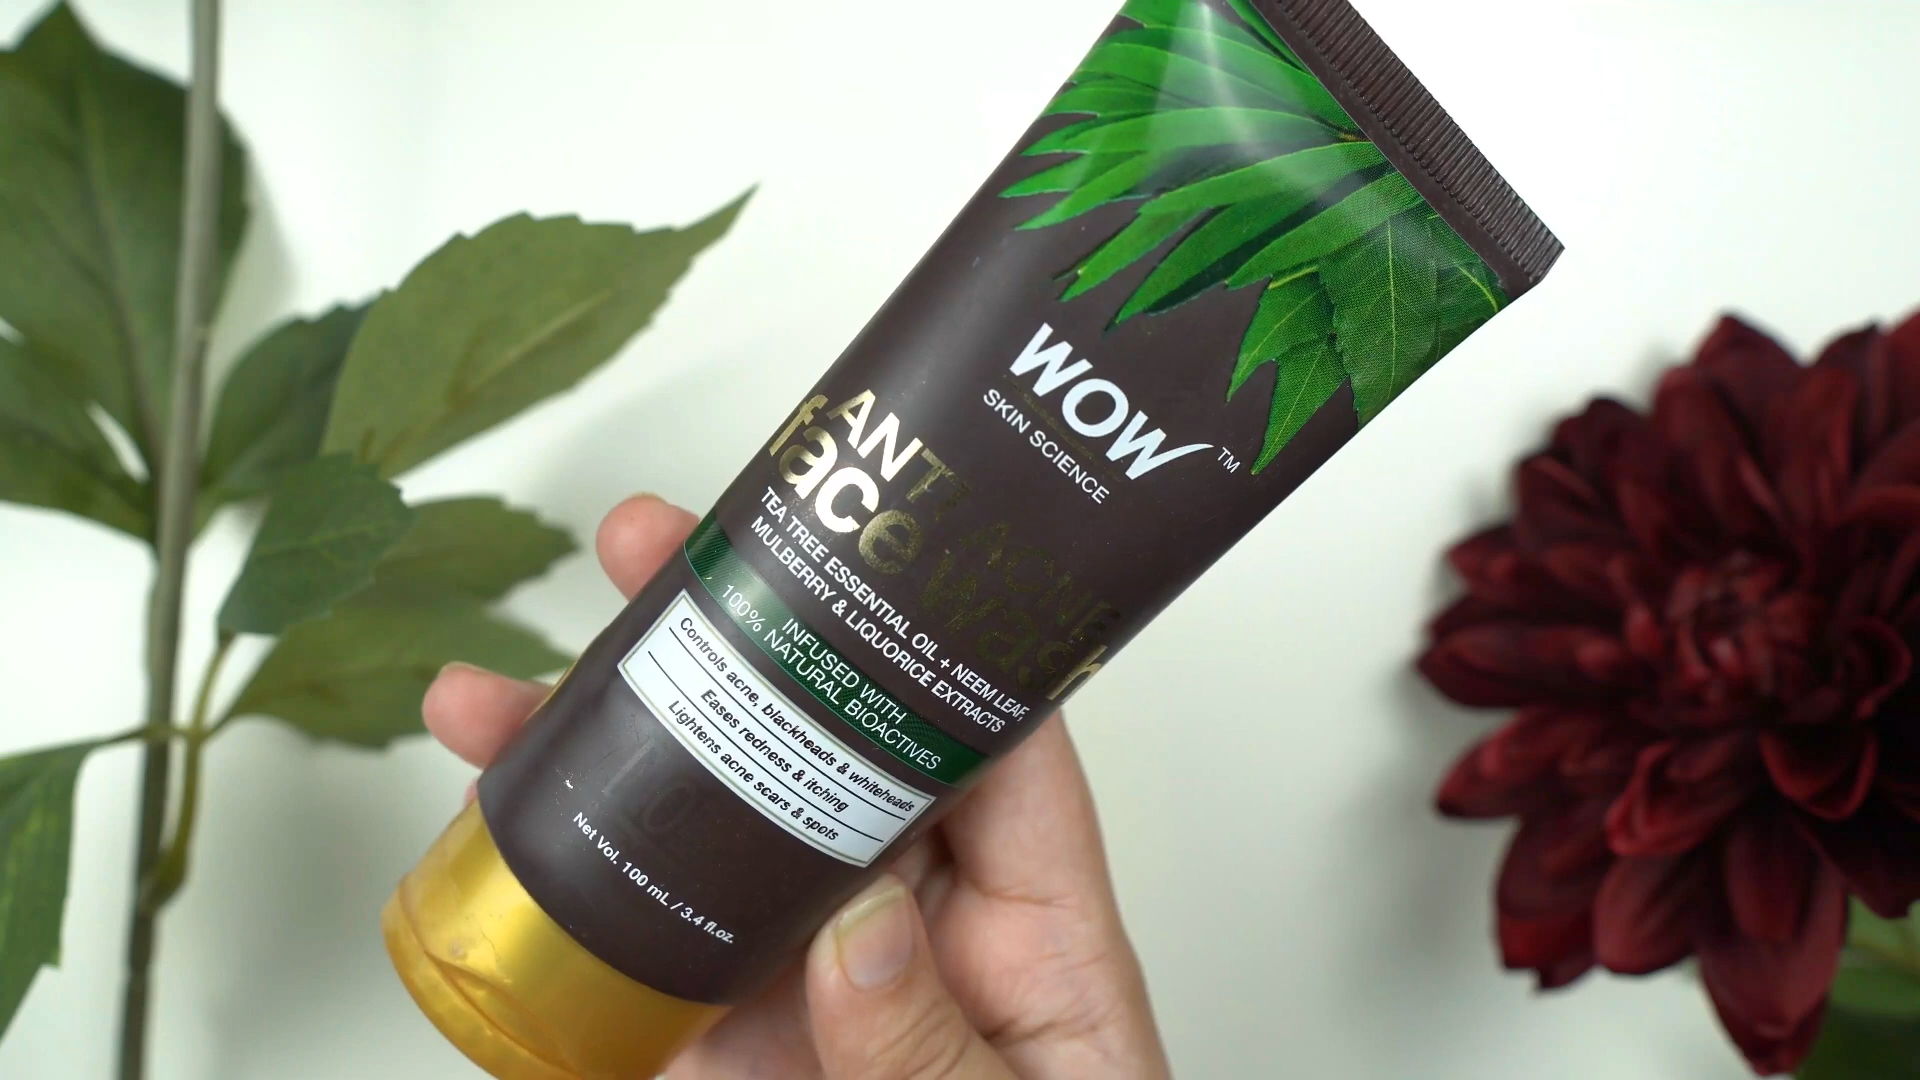 WOW
TM
SKIN SCIENCE
ANTI ACNE
face wash
TEA TREE ESSENTIAL OIL + NEEM LEAF,
MULBERRY & LIQUORICE EXTRACTS
INFUSED WITH
100% NATURAL BIOACTIVES
Controls acne, blackheads & whiteheads
Eases redness & itching
Lightens acne scars & spots
Net Vol. 100 mL / 3.4 fl.oz.